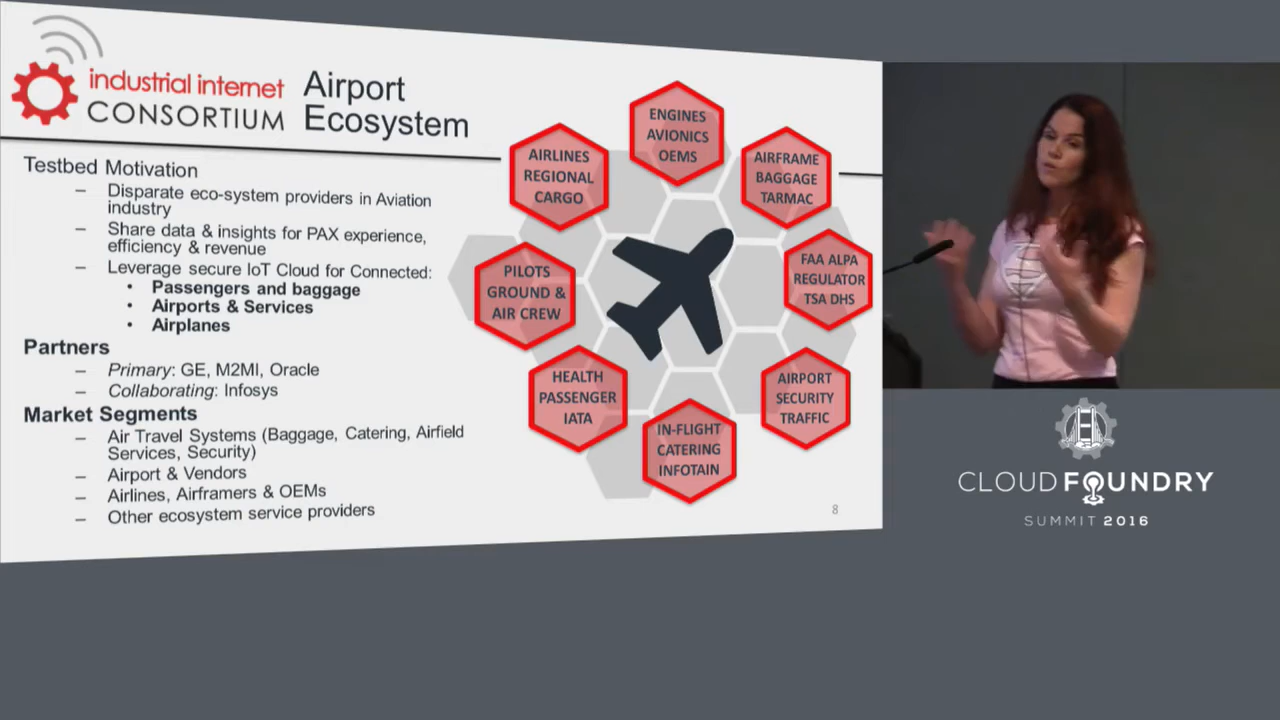 industrial internet
CONSORTIUM
Airport
Ecosystem
Testbed Motivation
– Disparate eco-system providers in Aviation
industry
– Share data & insights for PAX experience,
efficiency & revenue
– Leverage secure IoT Cloud for Connected:
• Passengers and baggage
• Airports & Services
• Airplanes
Partners
– Primary: GE, M2MI, Oracle
– Collaborating: Infosys
Market Segments
– Air Travel Systems (Baggage, Catering, Airfield
Services, Security)
– Airport & Vendors
– Airlines, Airframers & OEMs
– Other ecosystem service providers
ENGINES
AVIONICS
OEMS
AIRLINES
REGIONAL
CARGO
AIRFRAME
BAGGAGE
TARMAC
PILOTS
GROUND &
AIR CREW
FAA ALPA
REGULATOR
TSA DHS
HEALTH
PASSENGER
IATA
AIRPORT
SECURITY
TRAFFIC
IN-FLIGHT
CATERING
INFOTAIN
8
CLOUD FOUNDRY
SUMMIT 2016